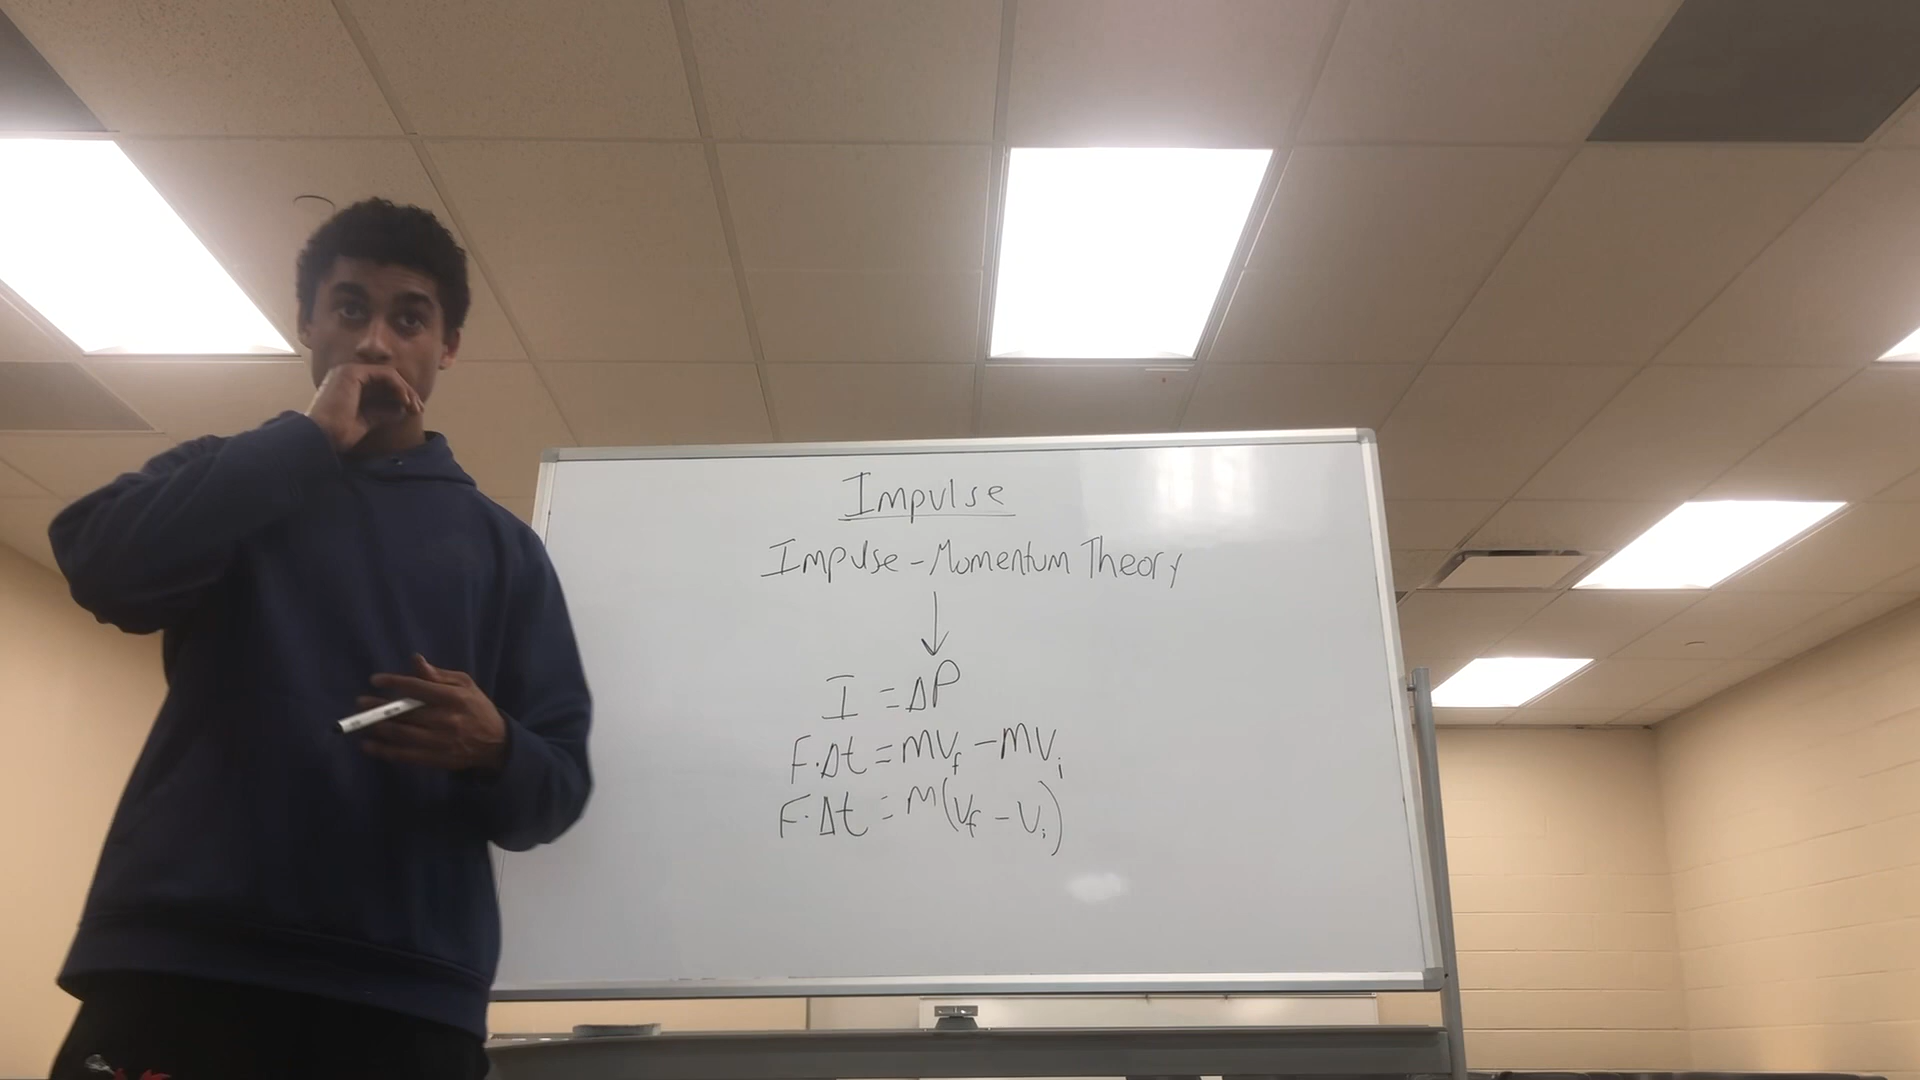 Impulse
Impulse - Momentum Theory
↓
I = ΔP
F·Δt = mv_f - mv_i
F·Δt = m(v_f - v_i)